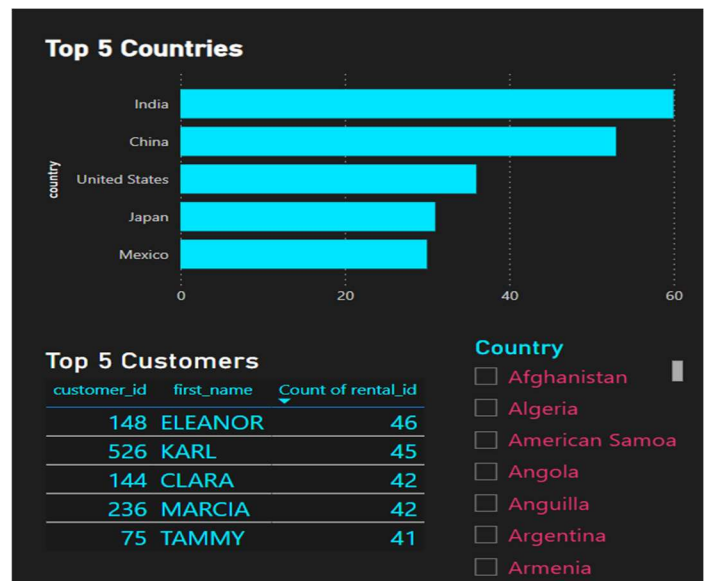 Top 5 Countries
country
India
China
United States
Japan
Mexico
0 20 40 60
Top 5 Customers
customer_id first_name Count of rental_id
148 ELEANOR 46
526 KARL 45
144 CLARA 42
236 MARCIA 42
75 TAMMY 41
Country
Afghanistan
Algeria
American Samoa
Angola
Anguilla
Argentina
Armenia